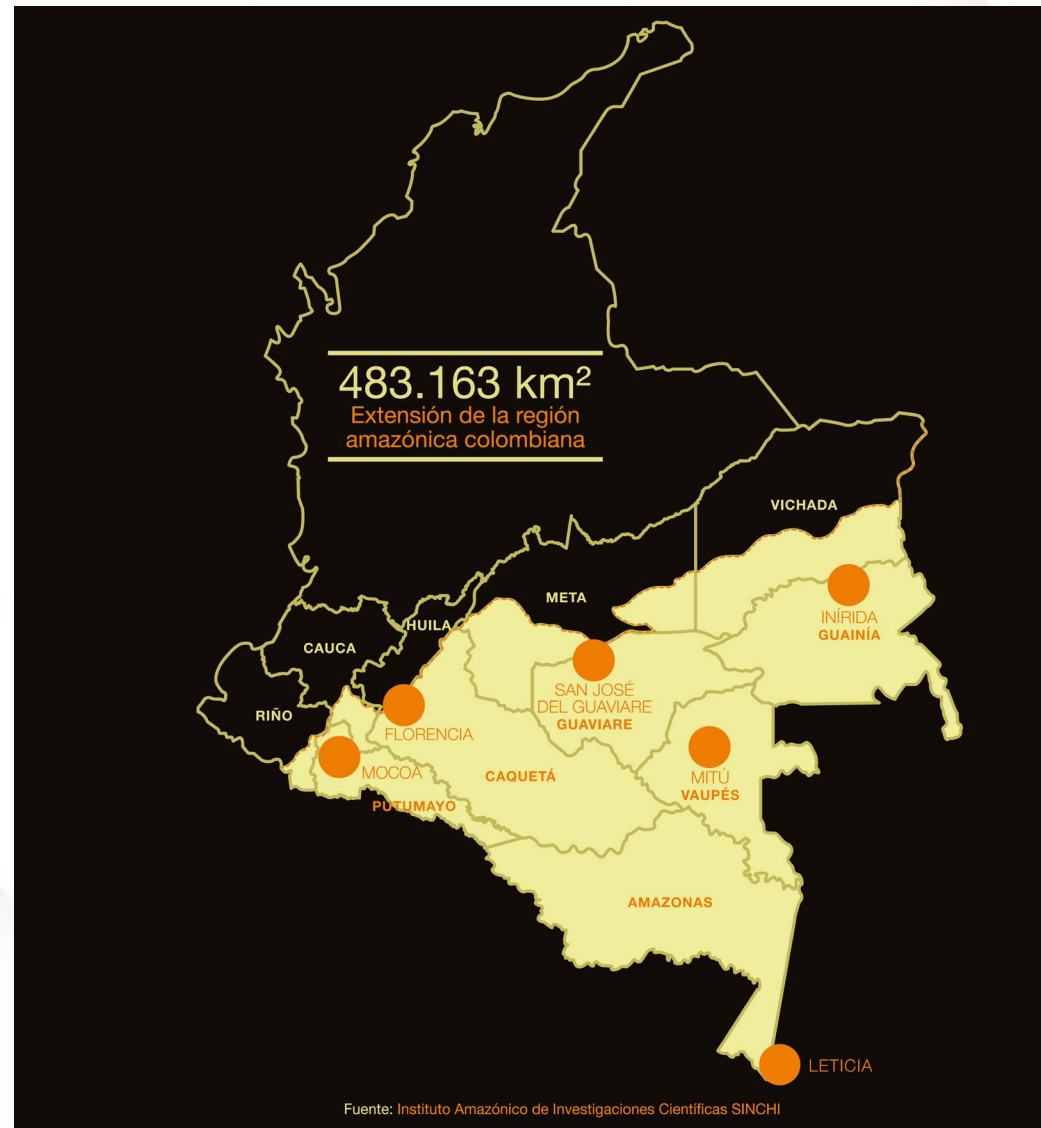 483.163 km²
Extensión de la región
amazónica colombiana
VICHADA
META
INÍRIDA
GUAINÍA
HUILA
CAUCA
SAN JOSÉ
DEL GUAVIARE
GUAVIARE
RIÑO
FLORENCIA
MOCOA
CAQUETÁ
MITÚ
VAUPÉS
PUTUMAYO
AMAZONAS
LETICIA
Fuente: Instituto Amazónico de Investigaciones Científicas SINCHI